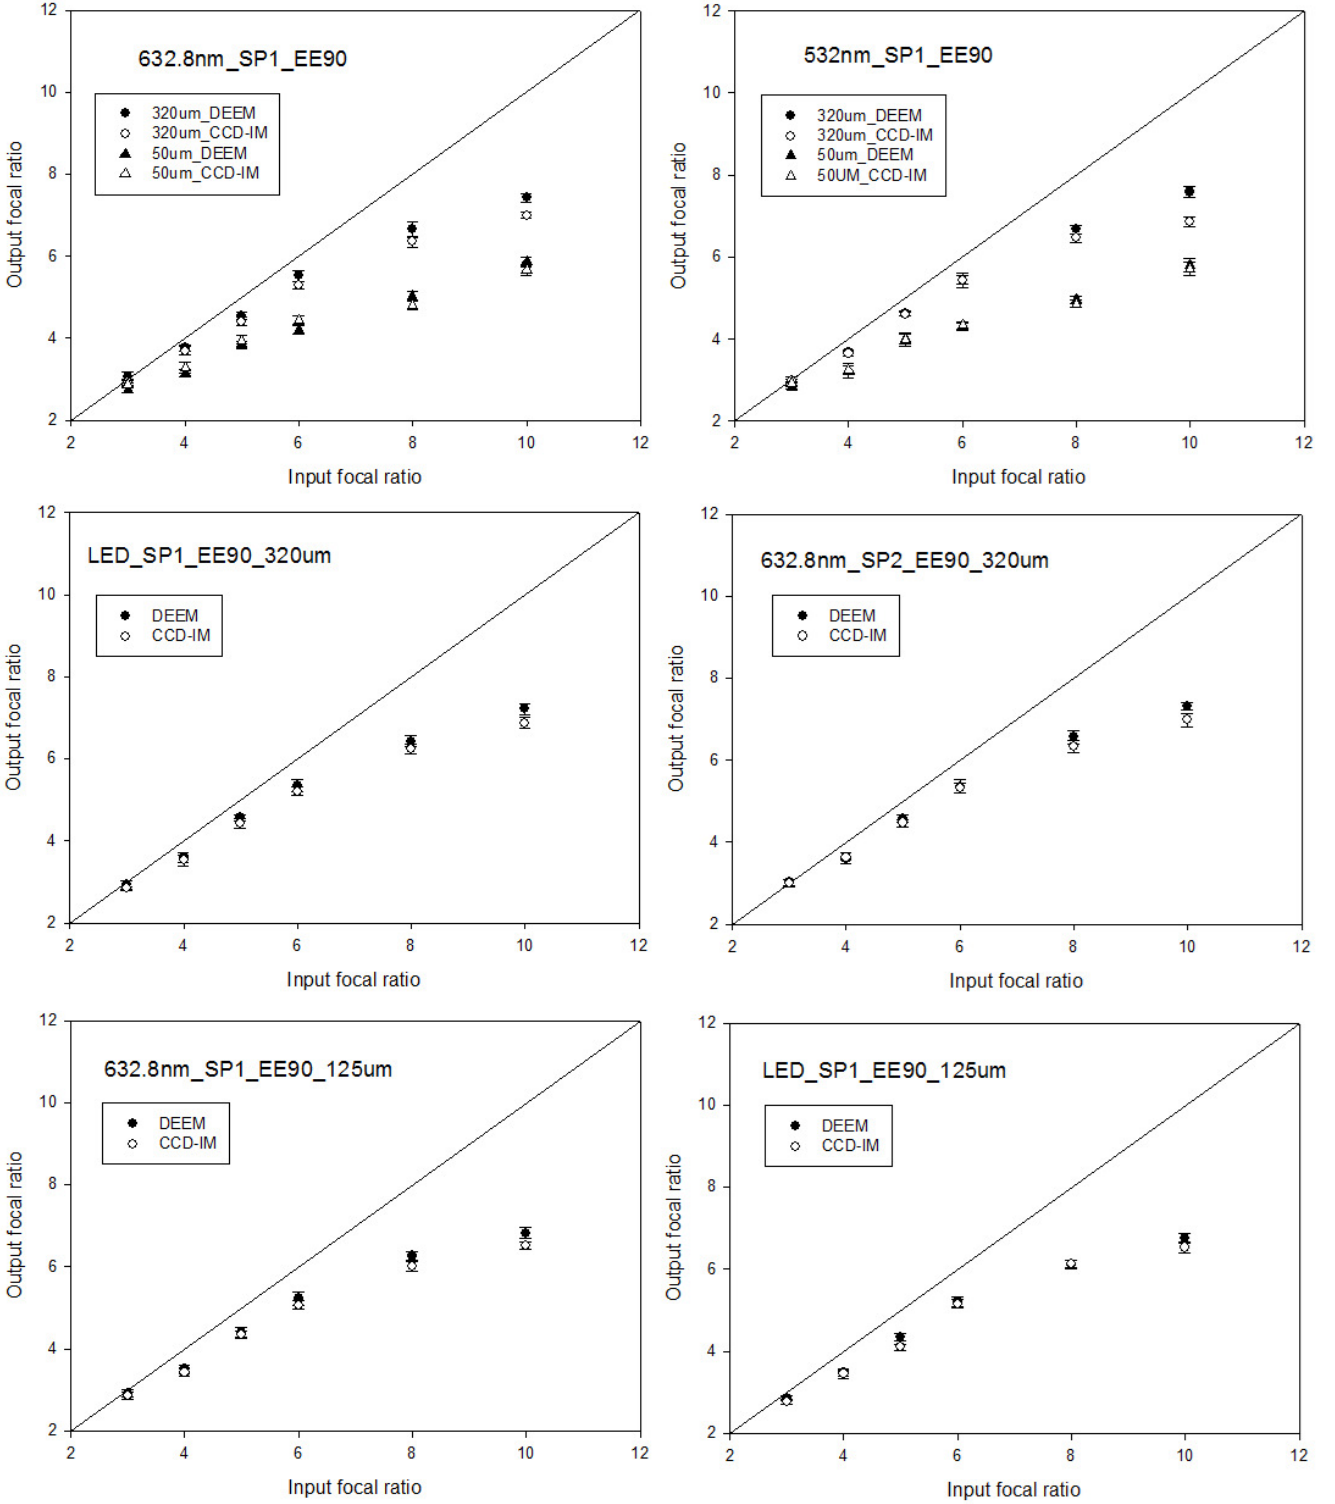 632.8nm_SP1_EE90
320um_DEEM
320um_CCD-IM
50um_DEEM
50um_CCD-IM
Output focal ratio
12
10
8
6
4
2
2 4 6 8 10 12
Input focal ratio
532nm_SP1_EE90
320um_DEEM
320um_CCD-IM
50um_DEEM
50UM_CCD-IM
Output focal ratio
12
10
8
6
4
2
2 4 6 8 10 12
Input focal ratio
LED_SP1_EE90_320um
DEEM
CCD-IM
Output focal ratio
12
10
8
6
4
2
2 4 6 8 10 12
Input focal ratio
632.8nm_SP2_EE90_320um
DEEM
CCD-IM
Output focal ratio
12
10
8
6
4
2
2 4 6 8 10 12
Input focal ratio
632.8nm_SP1_EE90_125um
DEEM
CCD-IM
Output focal ratio
12
10
8
6
4
2
2 4 6 8 10 12
Input focal ratio
LED_SP1_EE90_125um
DEEM
CCD-IM
Output focal ratio
12
10
8
6
4
2
2 4 6 8 10 12
Input focal ratio